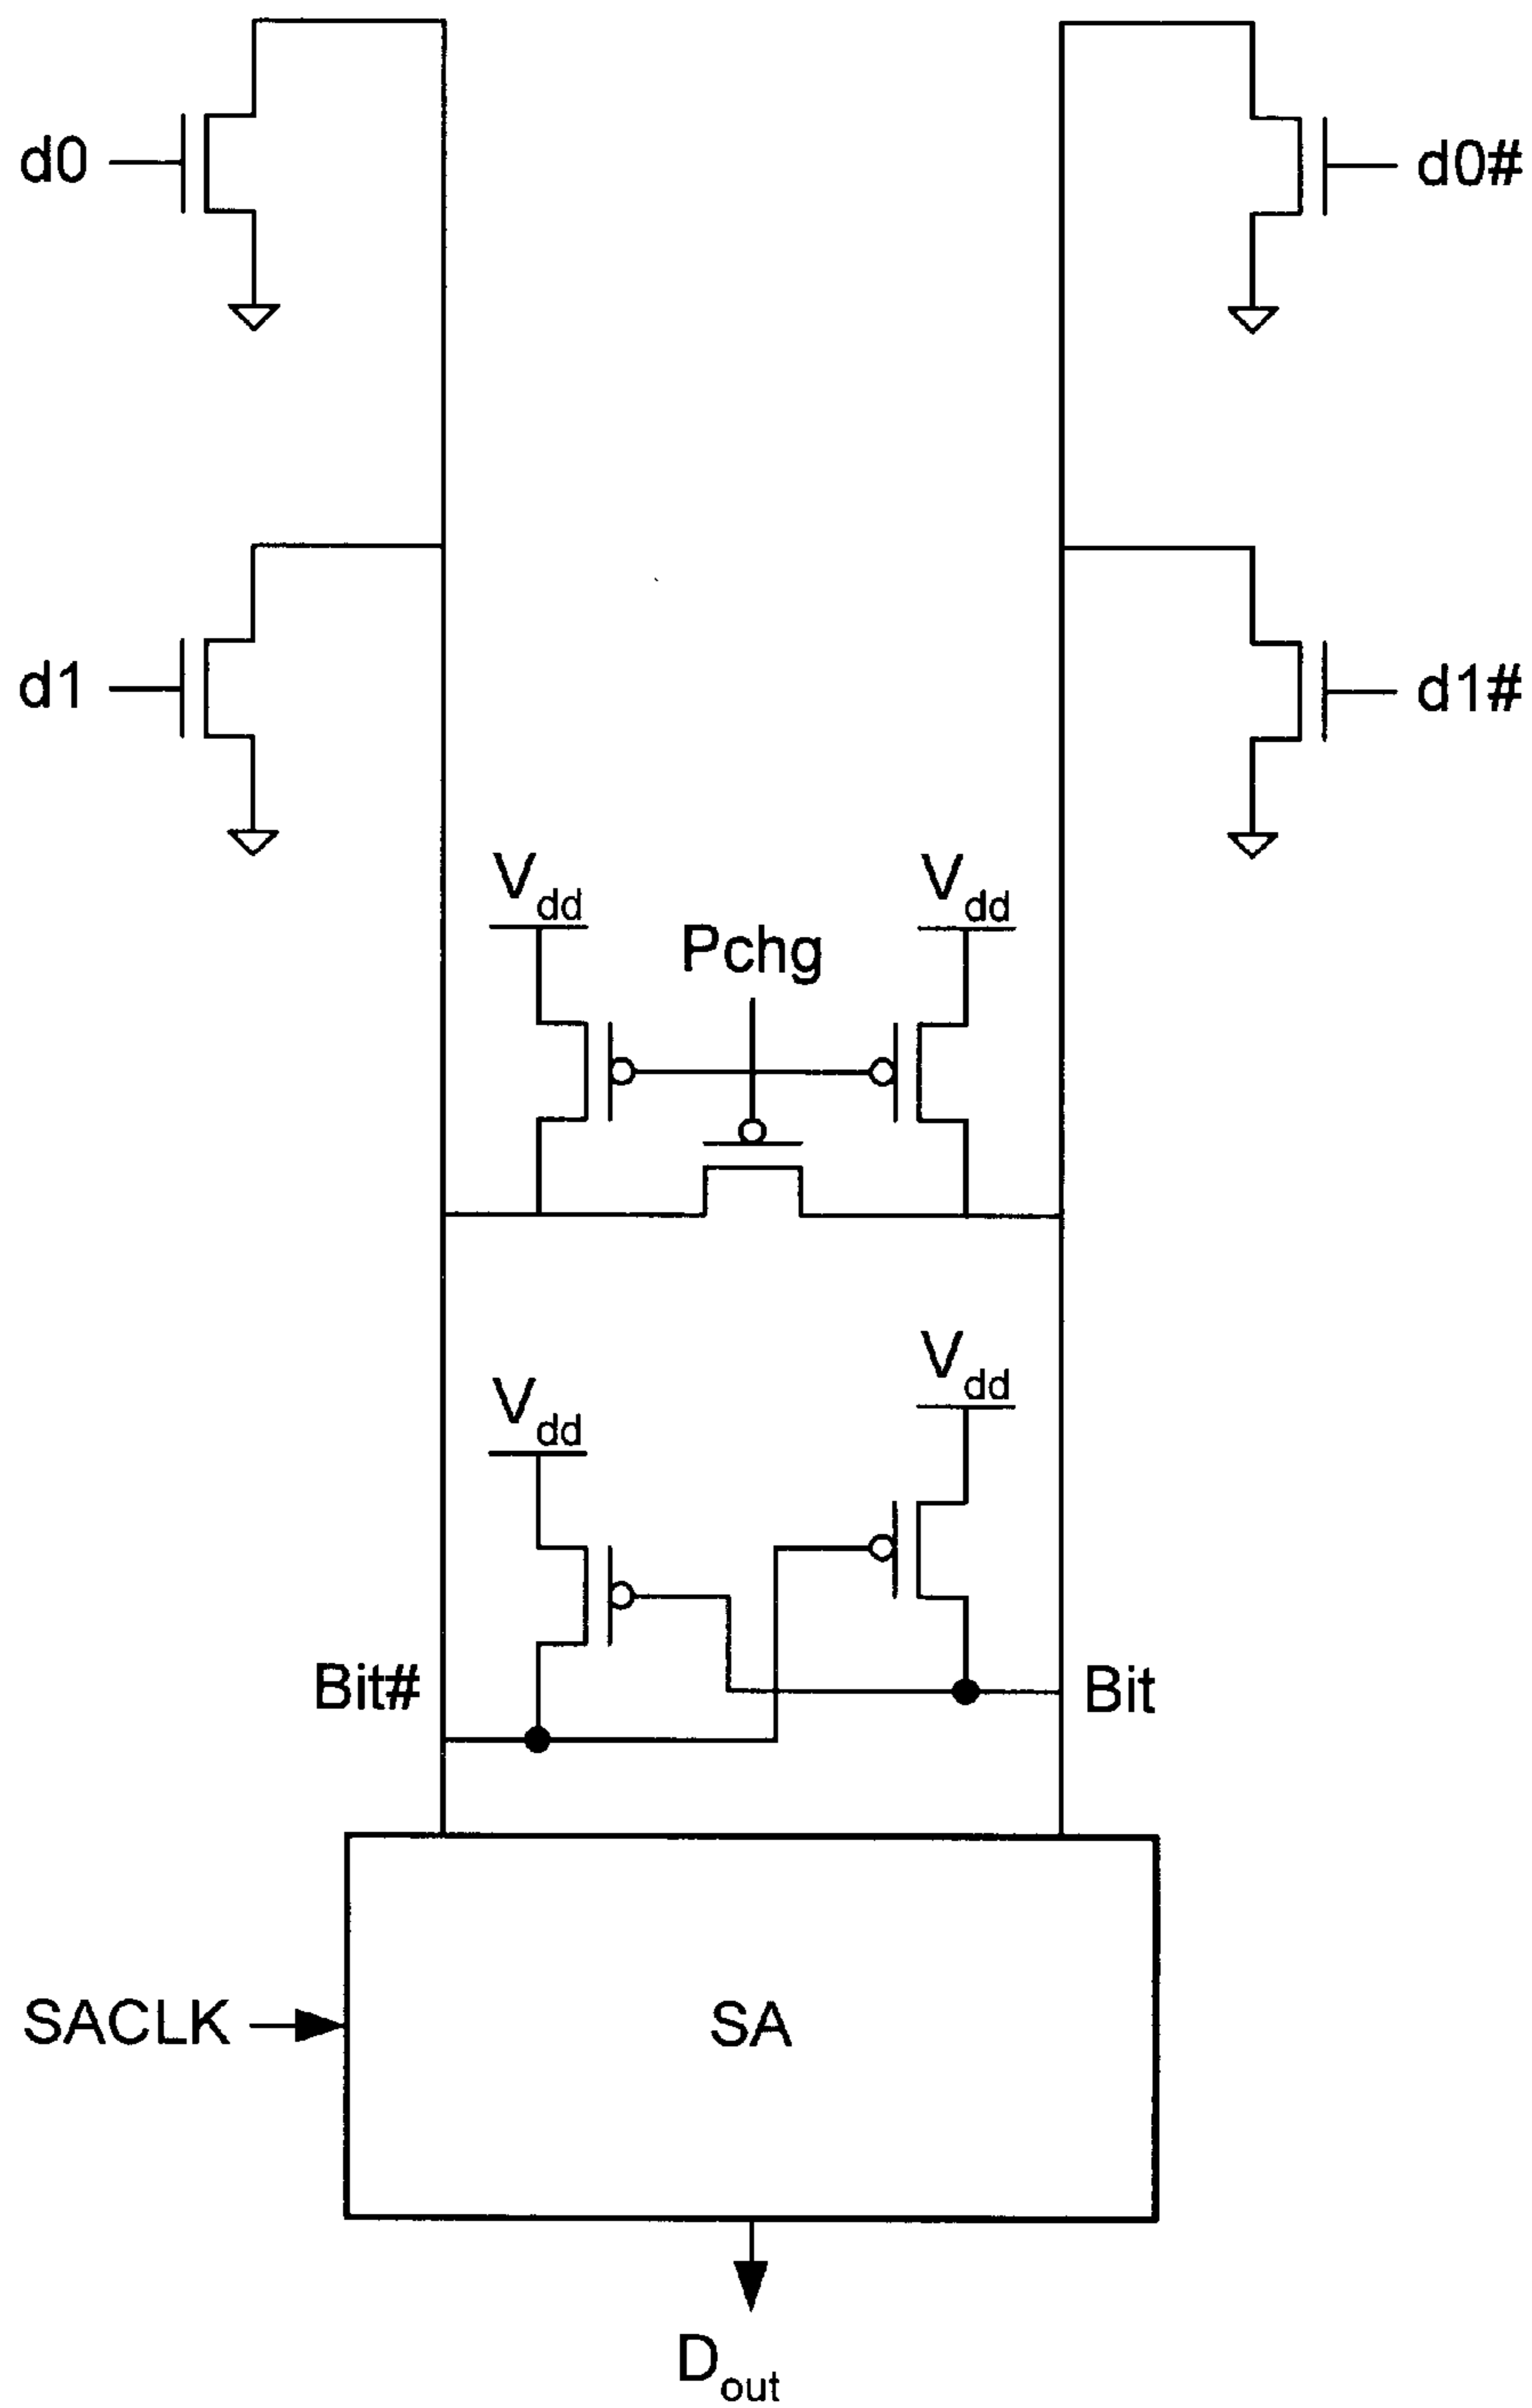 d0
d0#
d1
d1#
Vdd
Vdd
Pchg
Vdd
Vdd
Bit#
Bit
SACLK
SA
Dout